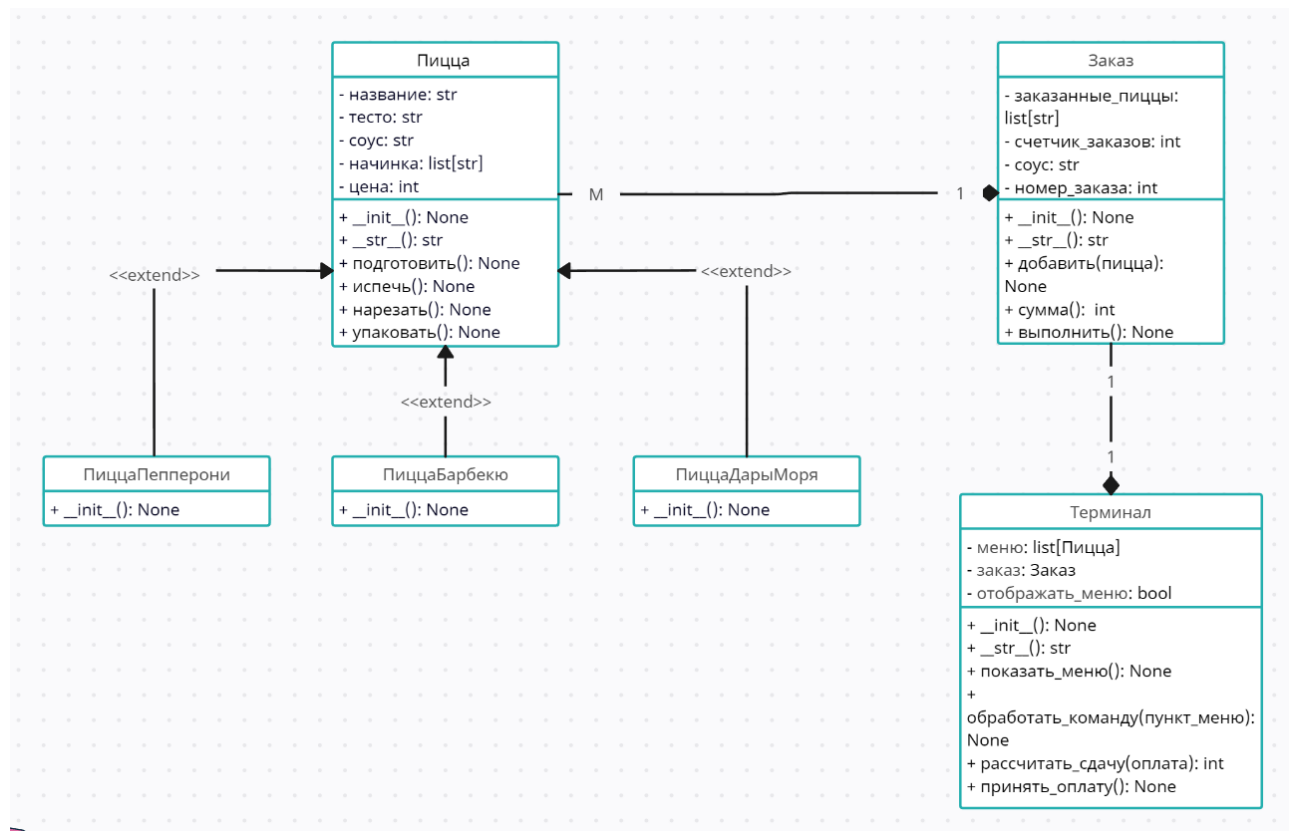 Пицца
- название: str
- тесто: str
- соус: str
- начинка: list[str]
- цена: int
+ __init__(): None
+ __str__(): str
+ подготовить(): None
+ испечь(): None
+ нарезать(): None
+ упаковать(): None
M
1
Заказ
- заказанные_пиццы:
list[str]
- счетчик_заказов: int
- соус: str
- номер_заказа: int
+ __init__(): None
+ __str__(): str
+ добавить(пицца):
None
+ сумма():  int
+ выполнить(): None
<<extend>>
<<extend>>
<<extend>>
1
1
ПиццаПепперони
+ __init__(): None
ПиццаБарбекю
+ __init__(): None
ПиццаДарыМоря
+ __init__(): None
Терминал
- меню: list[Пицца]
- заказ: Заказ
- отображать_меню: bool
+ __init__(): None
+ __str__(): str
+ показать_меню(): None
+
обработать_команду(пункт_меню):
None
+ рассчитать_сдачу(оплата): int
+ принять_оплату(): None